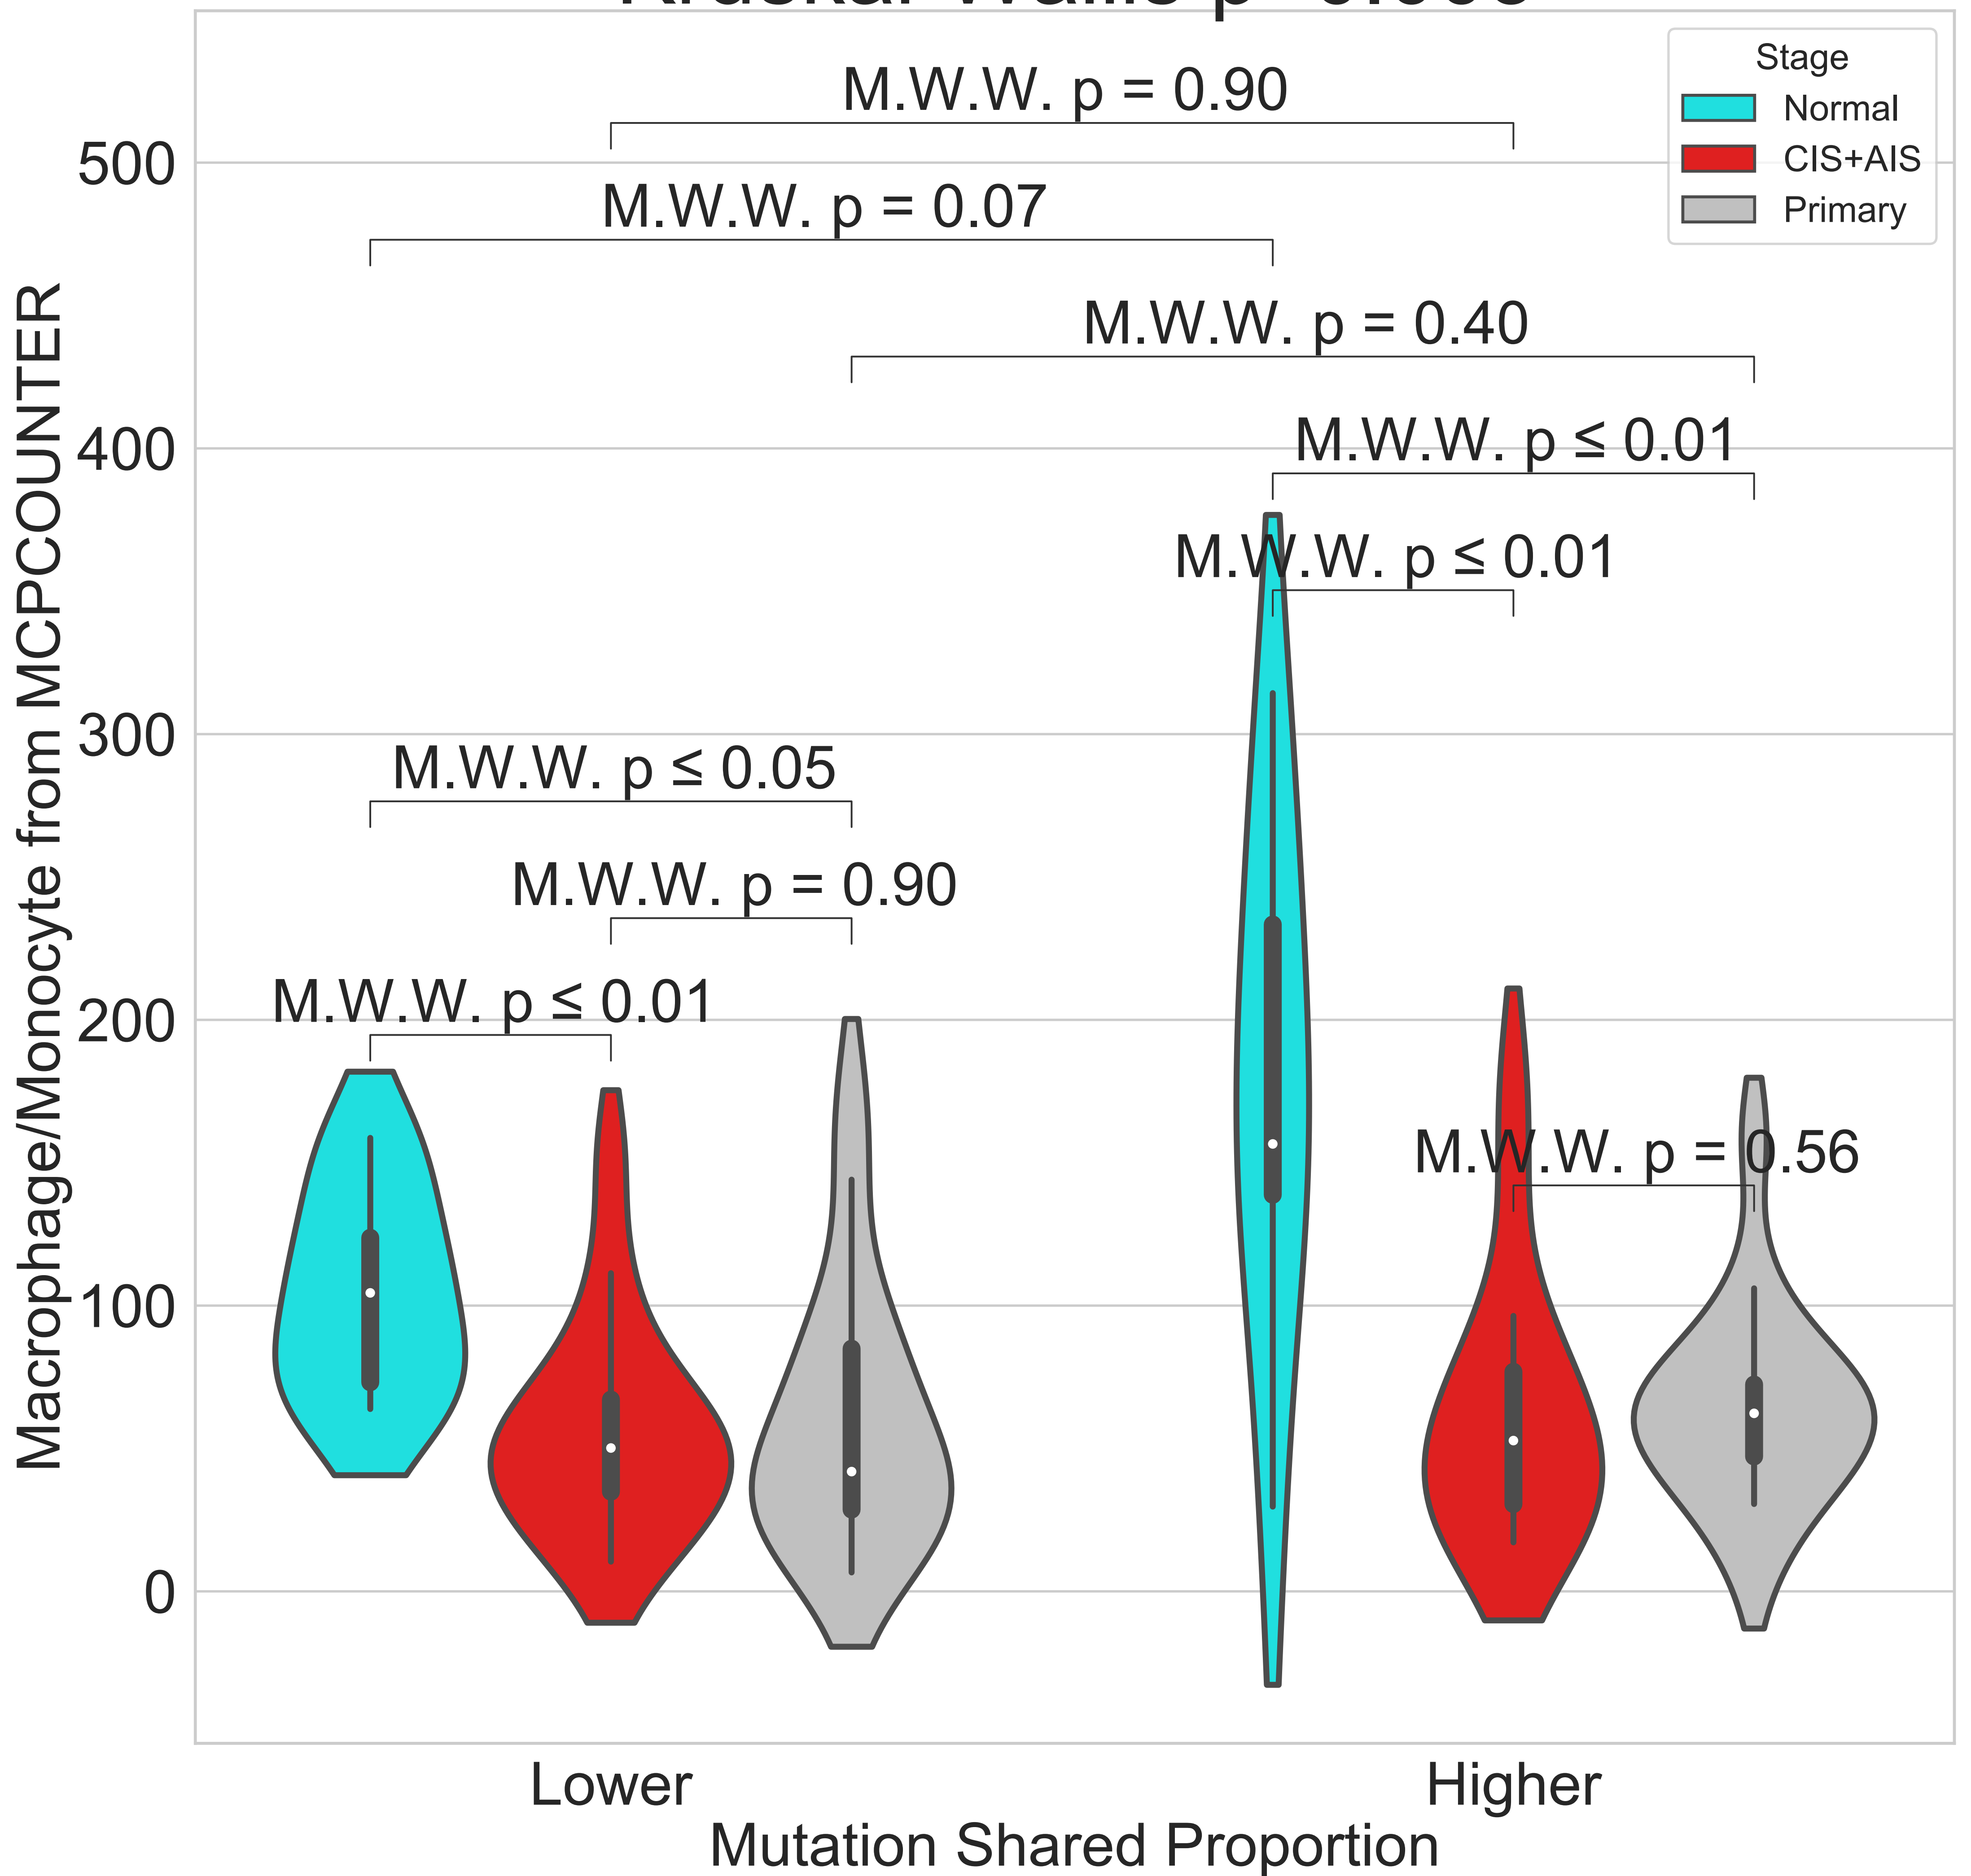 Stage
Normal
CIS+AIS
Primary
M.W.W. p = 0.90
M.W.W. p = 0.07
M.W.W. p = 0.40
M.W.W. p ≤ 0.01
M.W.W. p ≤ 0.01
M.W.W. p ≤ 0.05
M.W.W. p = 0.90
M.W.W. p ≤ 0.01
M.W.W. p = 0.56
500
400
300
200
100
0
Macrophage/Monocyte from MCPCOUNTER
Lower
Higher
Mutation Shared Proportion